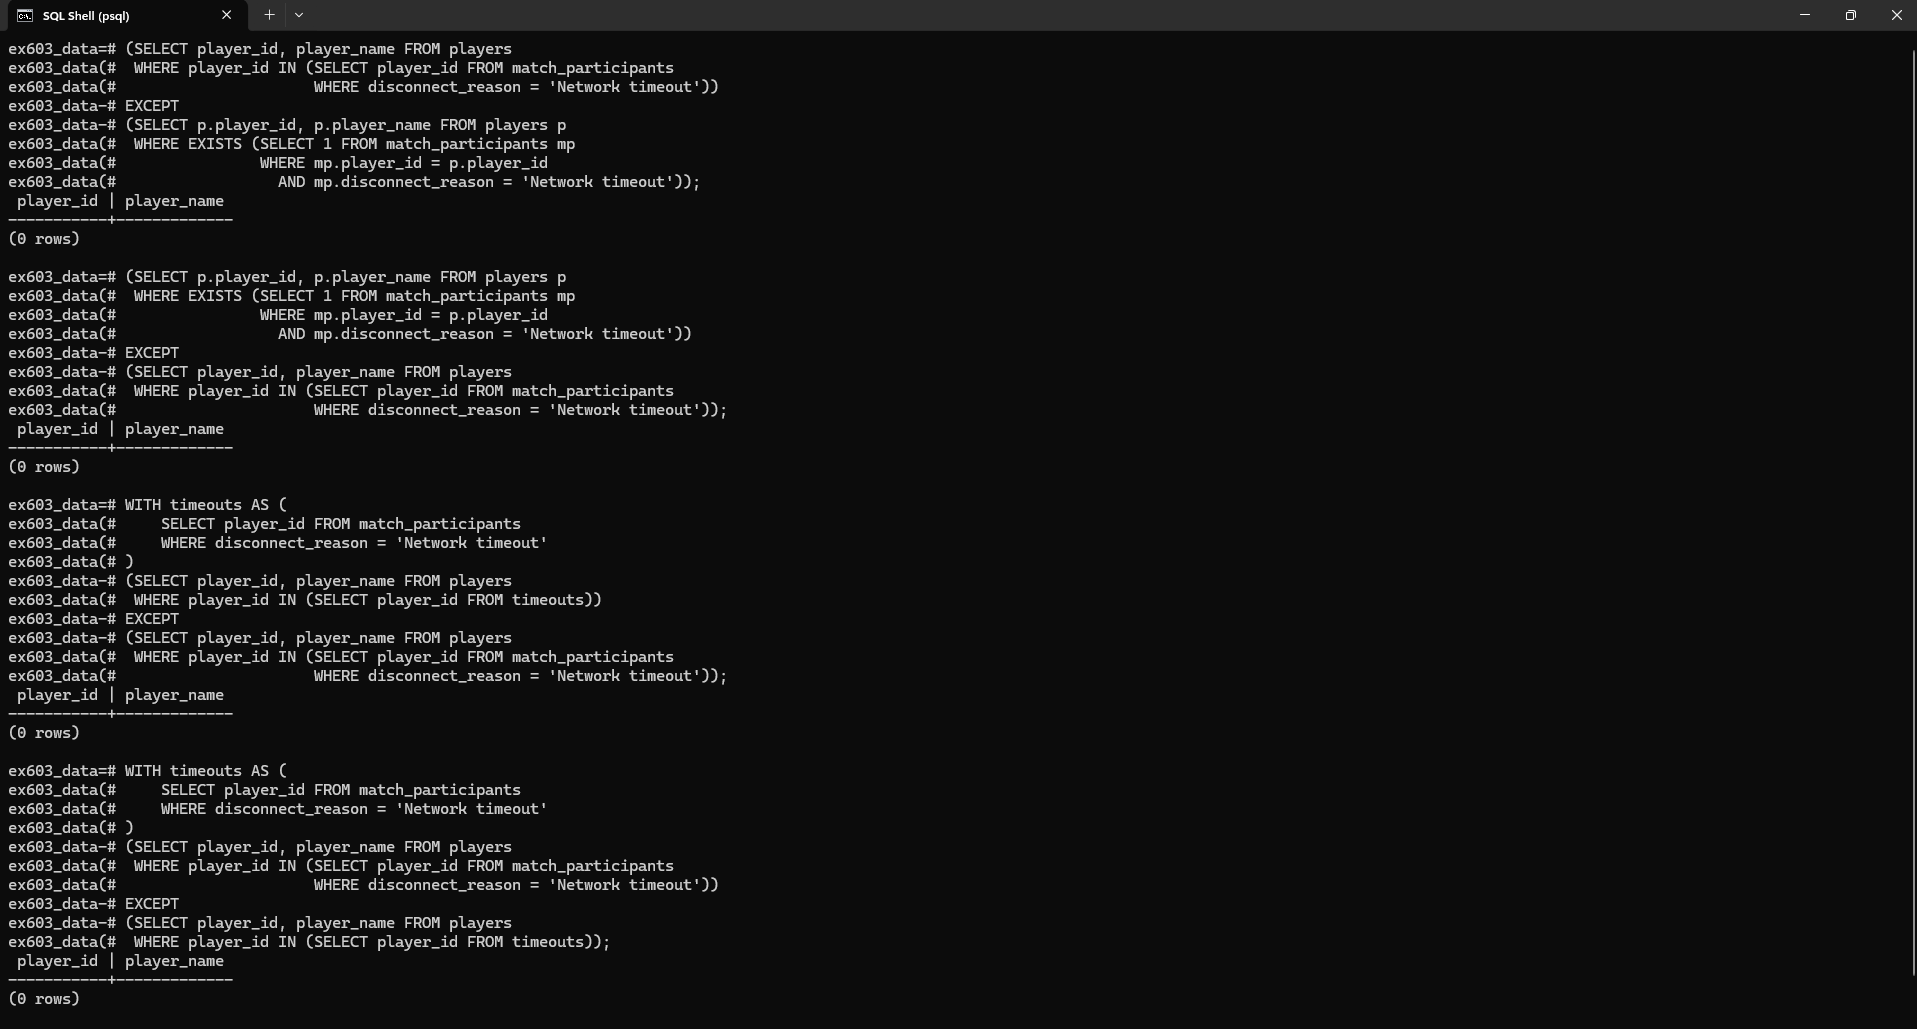 SQL Shell (psql)
ex603_data=# (SELECT player_id, player_name FROM players
ex603_data(#  WHERE player_id IN (SELECT player_id FROM match_participants
ex603_data(#                      WHERE disconnect_reason = 'Network timeout'))
ex603_data-# EXCEPT
ex603_data-# (SELECT p.player_id, p.player_name FROM players p
ex603_data(#  WHERE EXISTS (SELECT 1 FROM match_participants mp
ex603_data(#                WHERE mp.player_id = p.player_id
ex603_data(#                  AND mp.disconnect_reason = 'Network timeout'));
 player_id | player_name
-----------+-------------
(0 rows)

ex603_data=# (SELECT p.player_id, p.player_name FROM players p
ex603_data(#  WHERE EXISTS (SELECT 1 FROM match_participants mp
ex603_data(#                WHERE mp.player_id = p.player_id
ex603_data(#                  AND mp.disconnect_reason = 'Network timeout'))
ex603_data-# EXCEPT
ex603_data-# (SELECT player_id, player_name FROM players
ex603_data(#  WHERE player_id IN (SELECT player_id FROM match_participants
ex603_data(#                      WHERE disconnect_reason = 'Network timeout'));
 player_id | player_name
-----------+-------------
(0 rows)

ex603_data=# WITH timeouts AS (
ex603_data(#     SELECT player_id FROM match_participants
ex603_data(#     WHERE disconnect_reason = 'Network timeout'
ex603_data(# )
ex603_data-# (SELECT player_id, player_name FROM players
ex603_data(#  WHERE player_id IN (SELECT player_id FROM timeouts))
ex603_data-# EXCEPT
ex603_data-# (SELECT player_id, player_name FROM players
ex603_data(#  WHERE player_id IN (SELECT player_id FROM match_participants
ex603_data(#                      WHERE disconnect_reason = 'Network timeout'));
 player_id | player_name
-----------+-------------
(0 rows)

ex603_data=# WITH timeouts AS (
ex603_data(#     SELECT player_id FROM match_participants
ex603_data(#     WHERE disconnect_reason = 'Network timeout'
ex603_data(# )
ex603_data-# (SELECT player_id, player_name FROM players
ex603_data(#  WHERE player_id IN (SELECT player_id FROM match_participants
ex603_data(#                      WHERE disconnect_reason = 'Network timeout'))
ex603_data-# EXCEPT
ex603_data-# (SELECT player_id, player_name FROM players
ex603_data(#  WHERE player_id IN (SELECT player_id FROM timeouts));
 player_id | player_name
-----------+-------------
(0 rows)